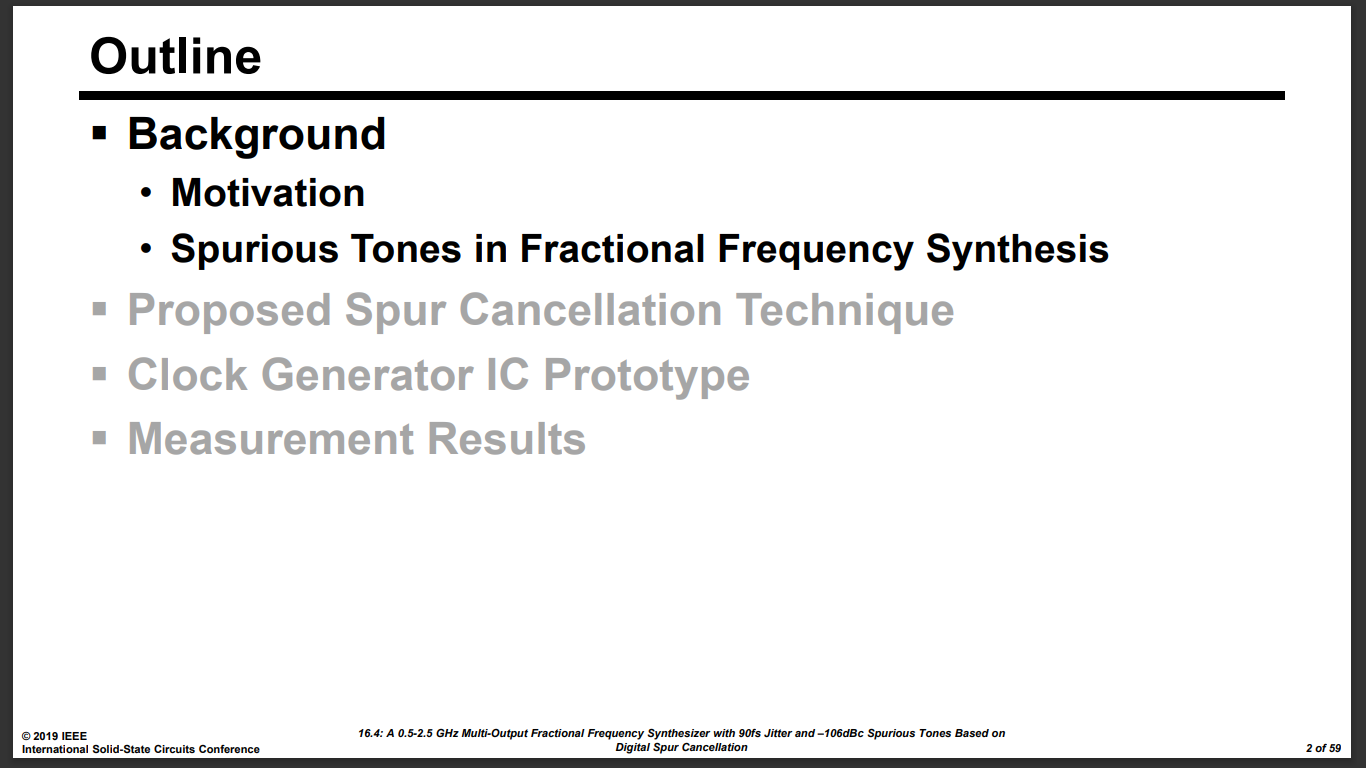 Outline
▪ Background
• Motivation
• Spurious Tones in Fractional Frequency Synthesis
▪ Proposed Spur Cancellation Technique
▪ Clock Generator IC Prototype
▪ Measurement Results
© 2019 IEEE
International Solid-State Circuits Conference
16.4: A 0.5-2.5 GHz Multi-Output Fractional Frequency Synthesizer with 90fs Jitter and –106dBc Spurious Tones Based on
Digital Spur Cancellation
2 of 59